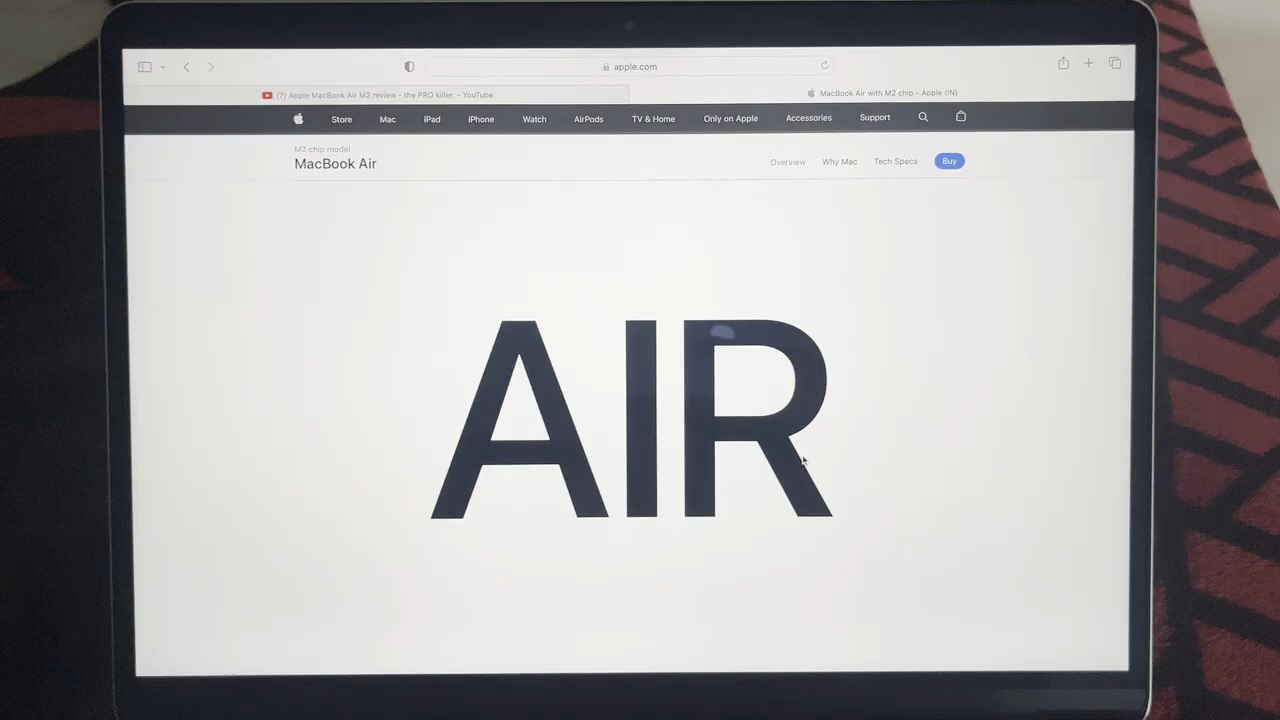 apple.com
(7) Apple MacBook Air M2 review - the PRO killer. - YouTube
MacBook Air with M2 chip - Apple (IN)
Store Mac iPad iPhone Watch AirPods TV & Home Only on Apple Accessories Support
M2 chip model
MacBook Air
Overview Why Mac Tech Specs Buy
AIR